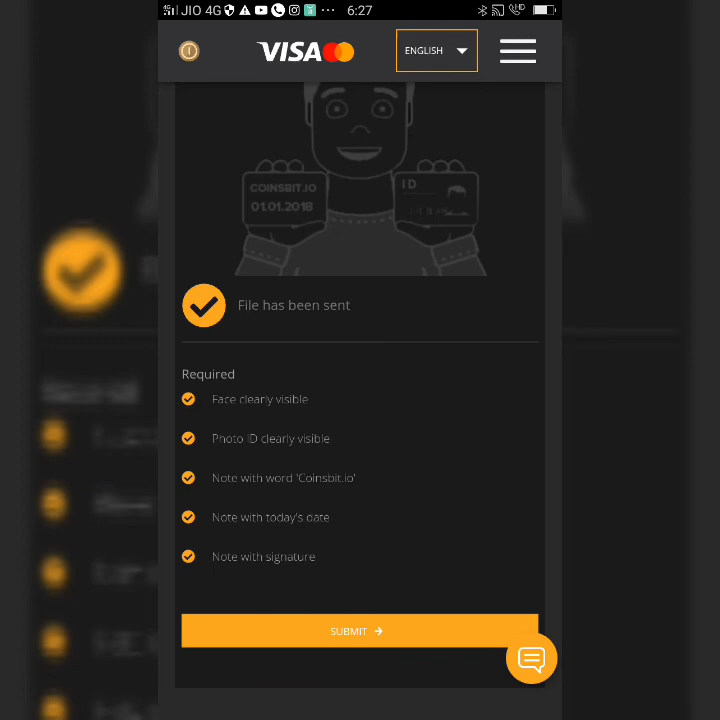 JIO 4G
HD
6:27
VISA
ENGLISH
COINSBIT.IO
01.01.2018
ID
File has been sent
Required
Face clearly visible
Photo ID clearly visible
Note with word 'Coinsbit.io'
Note with today's date
Note with signature
SUBMIT